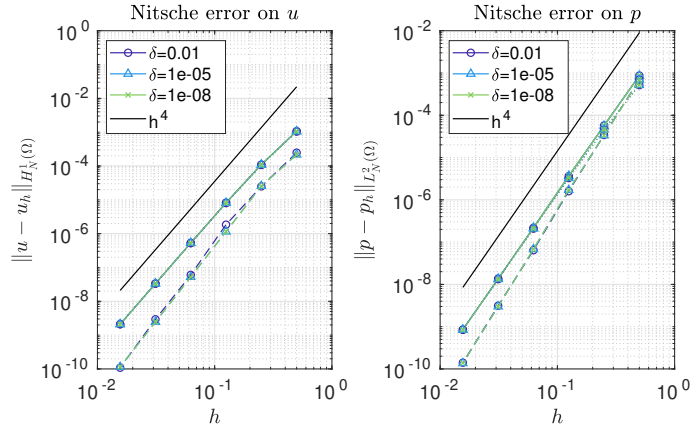 Nitsche error on u
10^0
10^-2
10^-4
10^-6
10^-8
10^-10
||u − u_h||_{H^1_N(Ω)}
δ=0.01
δ=1e-05
δ=1e-08
h^4
10^-2
10^-1
10^0
h
Nitsche error on p
10^-2
10^-4
10^-6
10^-8
10^-10
||p − p_h||_{L^2_N(Ω)}
δ=0.01
δ=1e-05
δ=1e-08
h^4
10^-2
10^-1
10^0
h